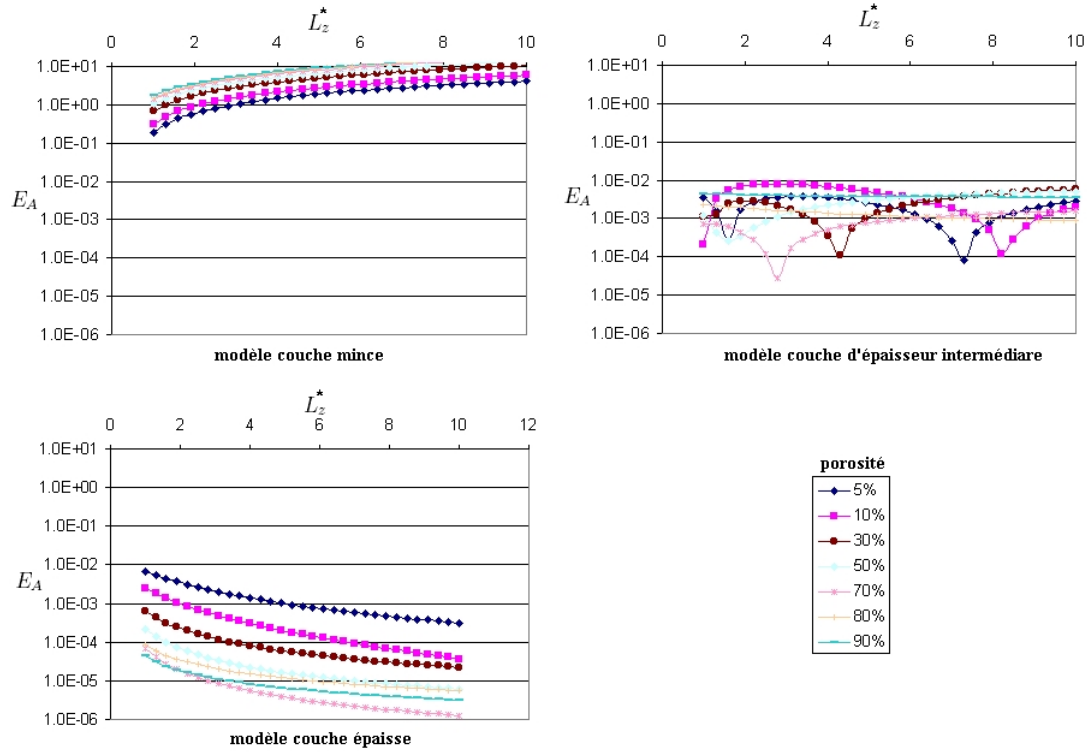 L_z^*
0 2 4 6 8 10
1.0E+01
1.0E+00
1.0E-01
1.0E-02
1.0E-03
1.0E-04
1.0E-05
1.0E-06
E_A
modèle couche mince
L_z^*
0 2 4 6 8 10
1.0E+01
1.0E+00
1.0E-01
1.0E-02
1.0E-03
1.0E-04
1.0E-05
1.0E-06
E_A
modèle couche d'épaisseur intermédiare
L_z^*
0 2 4 6 8 10 12
1.0E+01
1.0E+00
1.0E-01
1.0E-02
1.0E-03
1.0E-04
1.0E-05
1.0E-06
E_A
modèle couche épaisse
porosité
5%
10%
30%
50%
70%
80%
90%